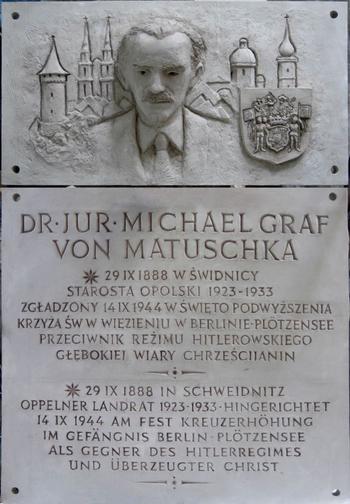 DR·JUR·MICHAEL GRAF
VON MATUSCHKA
29 IX 1888 W ŚWIDNICY
STAROSTA OPOLSKI 1923-1933
ZGŁADZONY 14 IX 1944 W ŚWIĘTO PODWYŻSZENIA
KRZYŻA ŚW W WIĘZIENIU W BERLINIE-PLÖTZENSEE
PRZECIWNIK REŻIMU HITLEROWSKIEGO
GŁĘBOKIEJ WIARY CHRZEŚCIJANIN
29 IX 1888 IN SCHWEIDNITZ
OPPELNER LANDRAT 1923-1933·HINGERICHTET
14 IX 1944 AM FEST KREUZERHÖHUNG
IM GEFÄNGNIS BERLIN-PLÖTZENSEE
ALS GEGNER DES HITLERREGIMES
UND ÜBERZEUGTER CHRIST